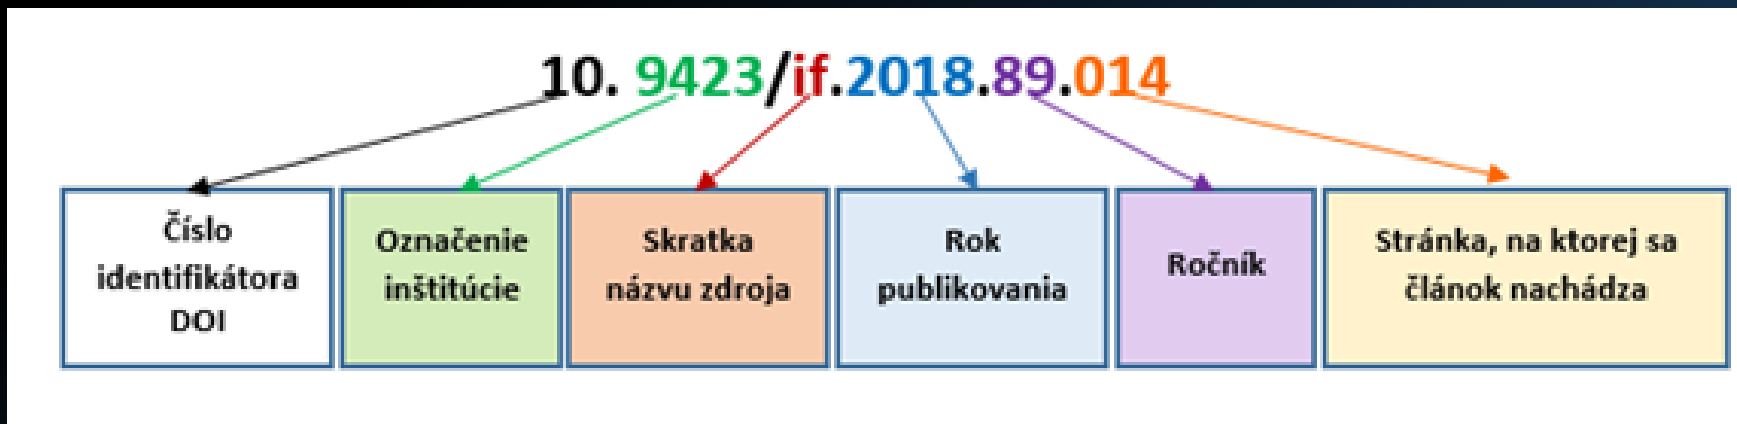 10. 9423/if.2018.89.014
Číslo
identifikátora
DOI
Označenie
inštitúcie
Skratka
názvu zdroja
Rok
publikovania
Ročník
Stránka, na ktorej sa
článok nachádza